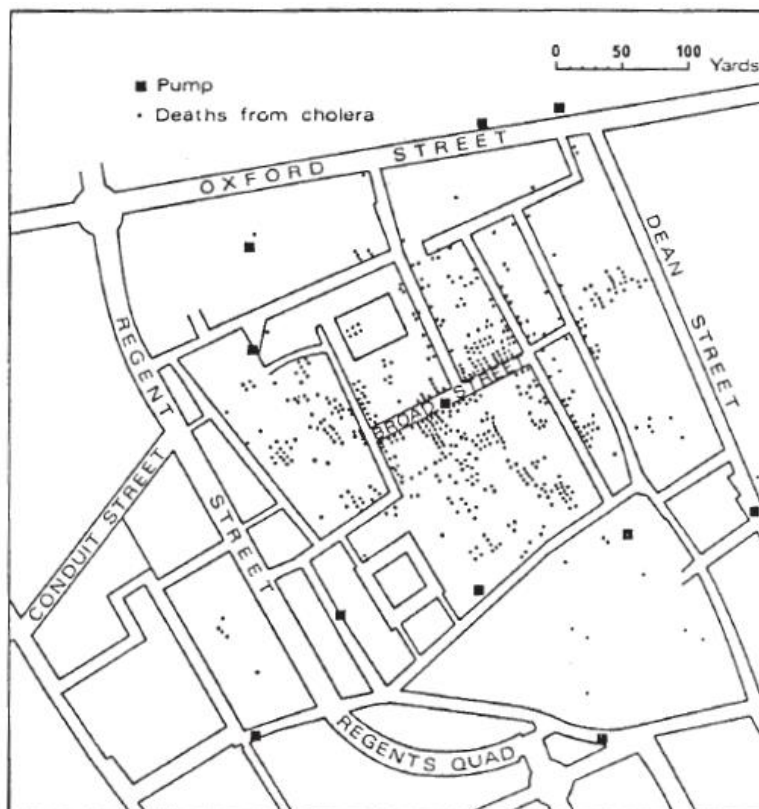 0 50 100
Yards
Pump
Deaths from cholera
OXFORD STREET
DEAN STREET
REGENT STREET
BROAD STREET
CONDUIT STREET
REGENTS QUAD